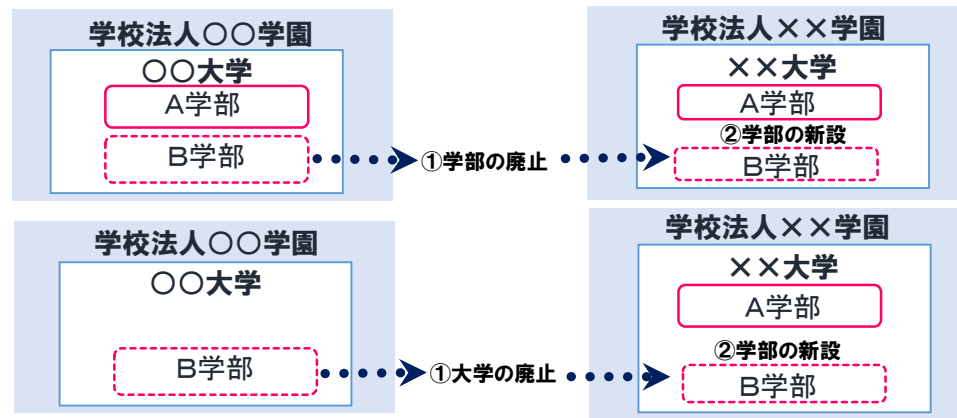 学校法人〇〇学園
〇〇大学
A学部
B学部
①学部の廃止
学校法人××学園
××大学
A学部
②学部の新設
B学部
学校法人〇〇学園
〇〇大学
B学部
①大学の廃止
学校法人××学園
××大学
A学部
②学部の新設
B学部